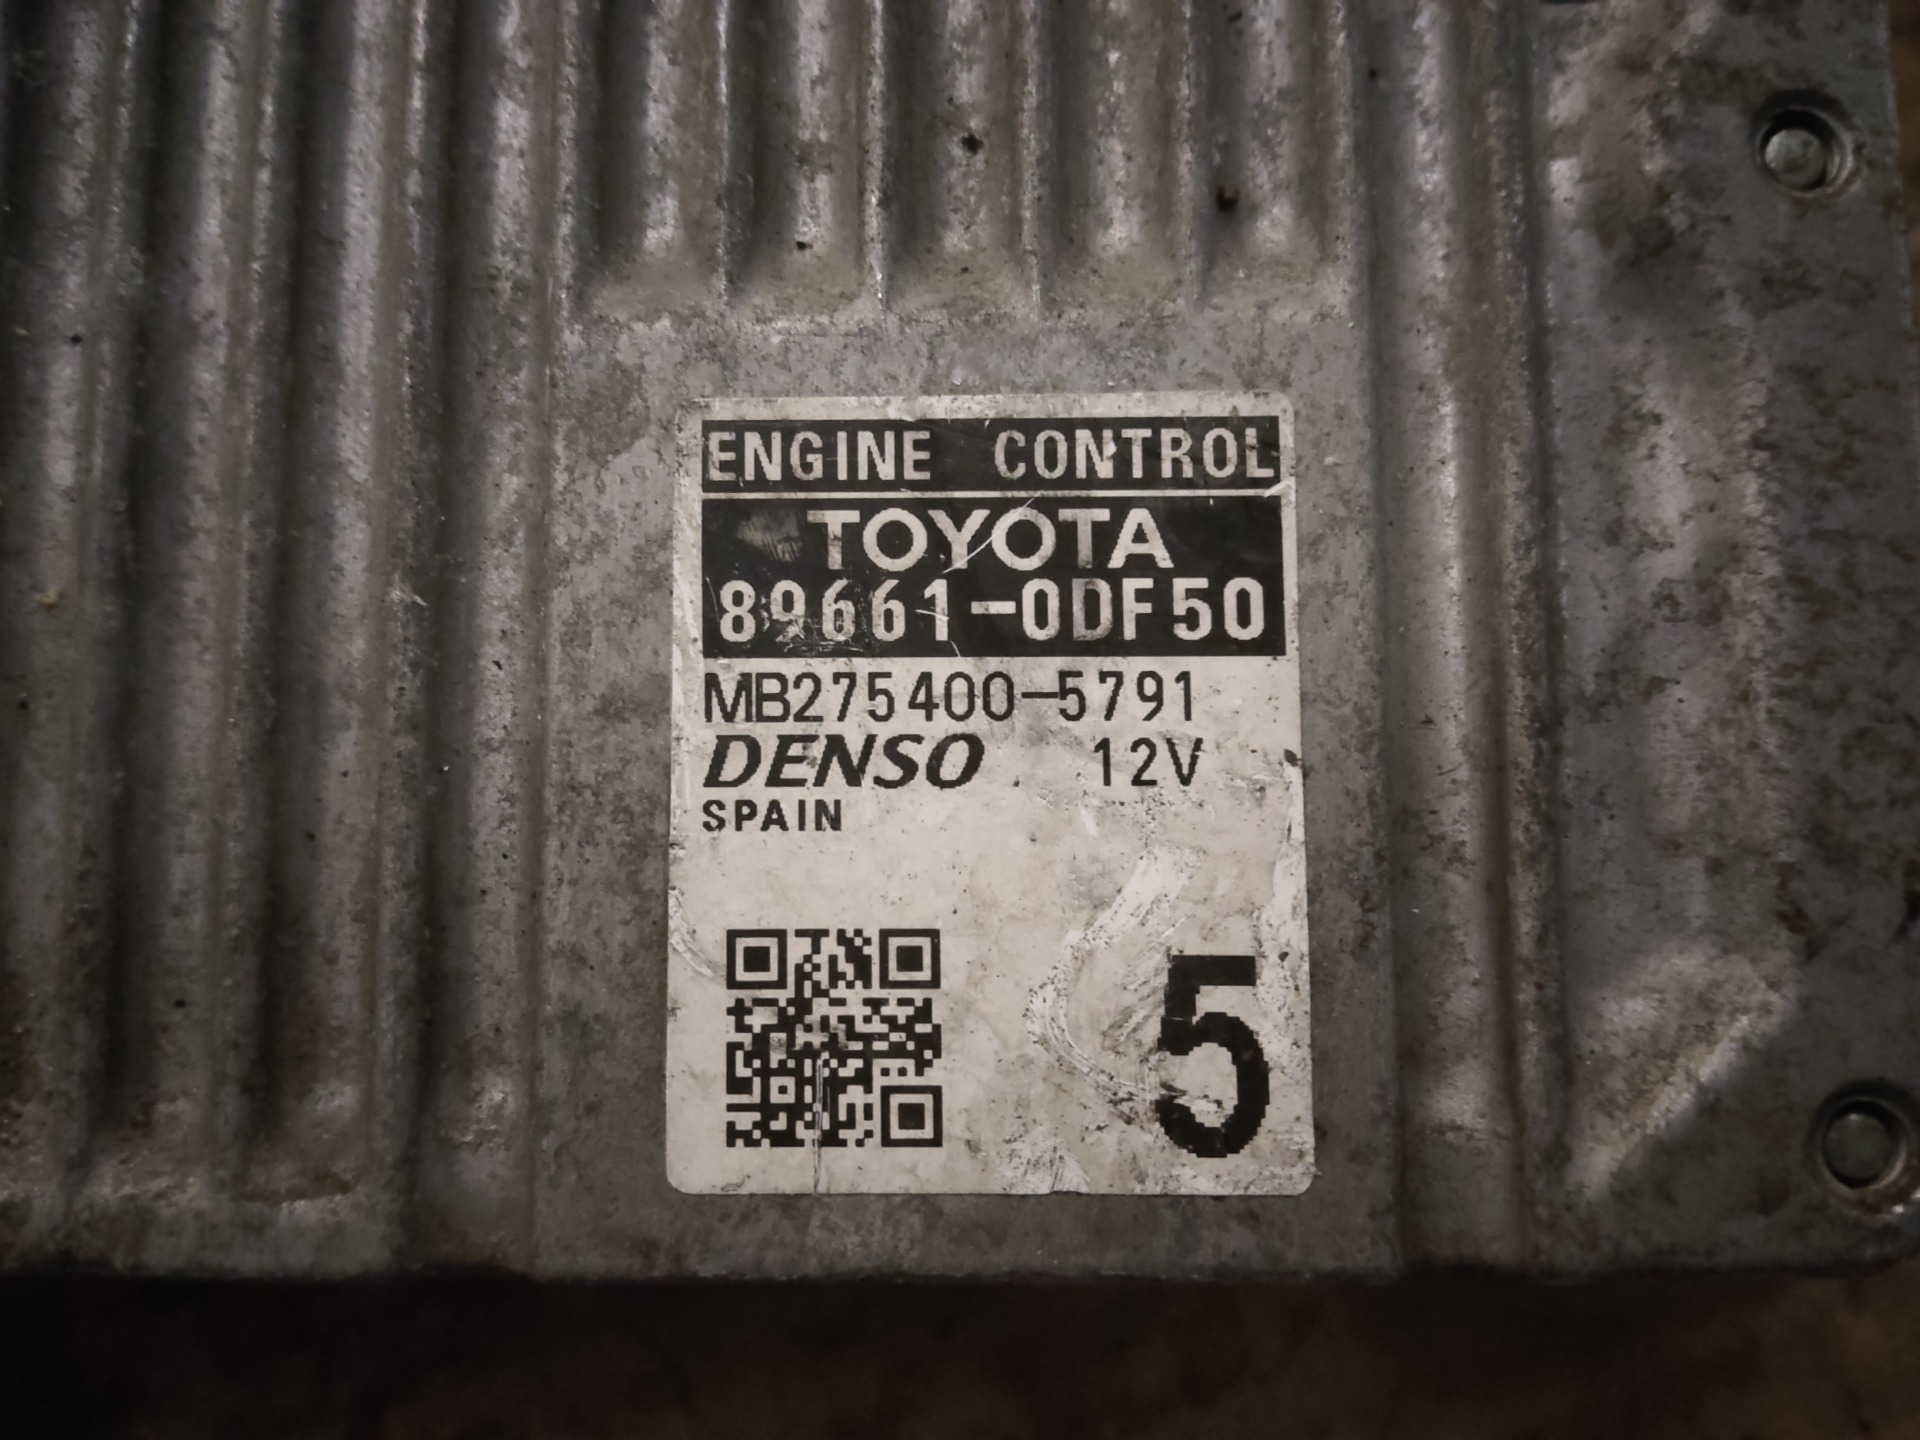 ENGINE CONTROL
TOYOTA
89661-0DF50
MB275400-5791
DENSO 12V
SPAIN
5